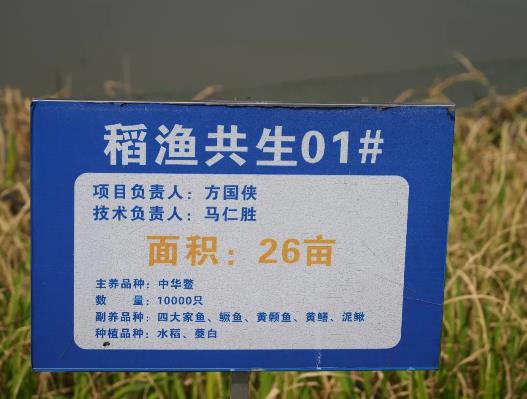 稻渔共生01#
项目负责人：方国侠
技术负责人：马仁胜
面积：26亩
主养品种：中华鳖
数　　量：10000只
副养品种：四大家鱼、鳜鱼、黄颡鱼、黄鳝、泥鳅
种植品种：水稻、茭白